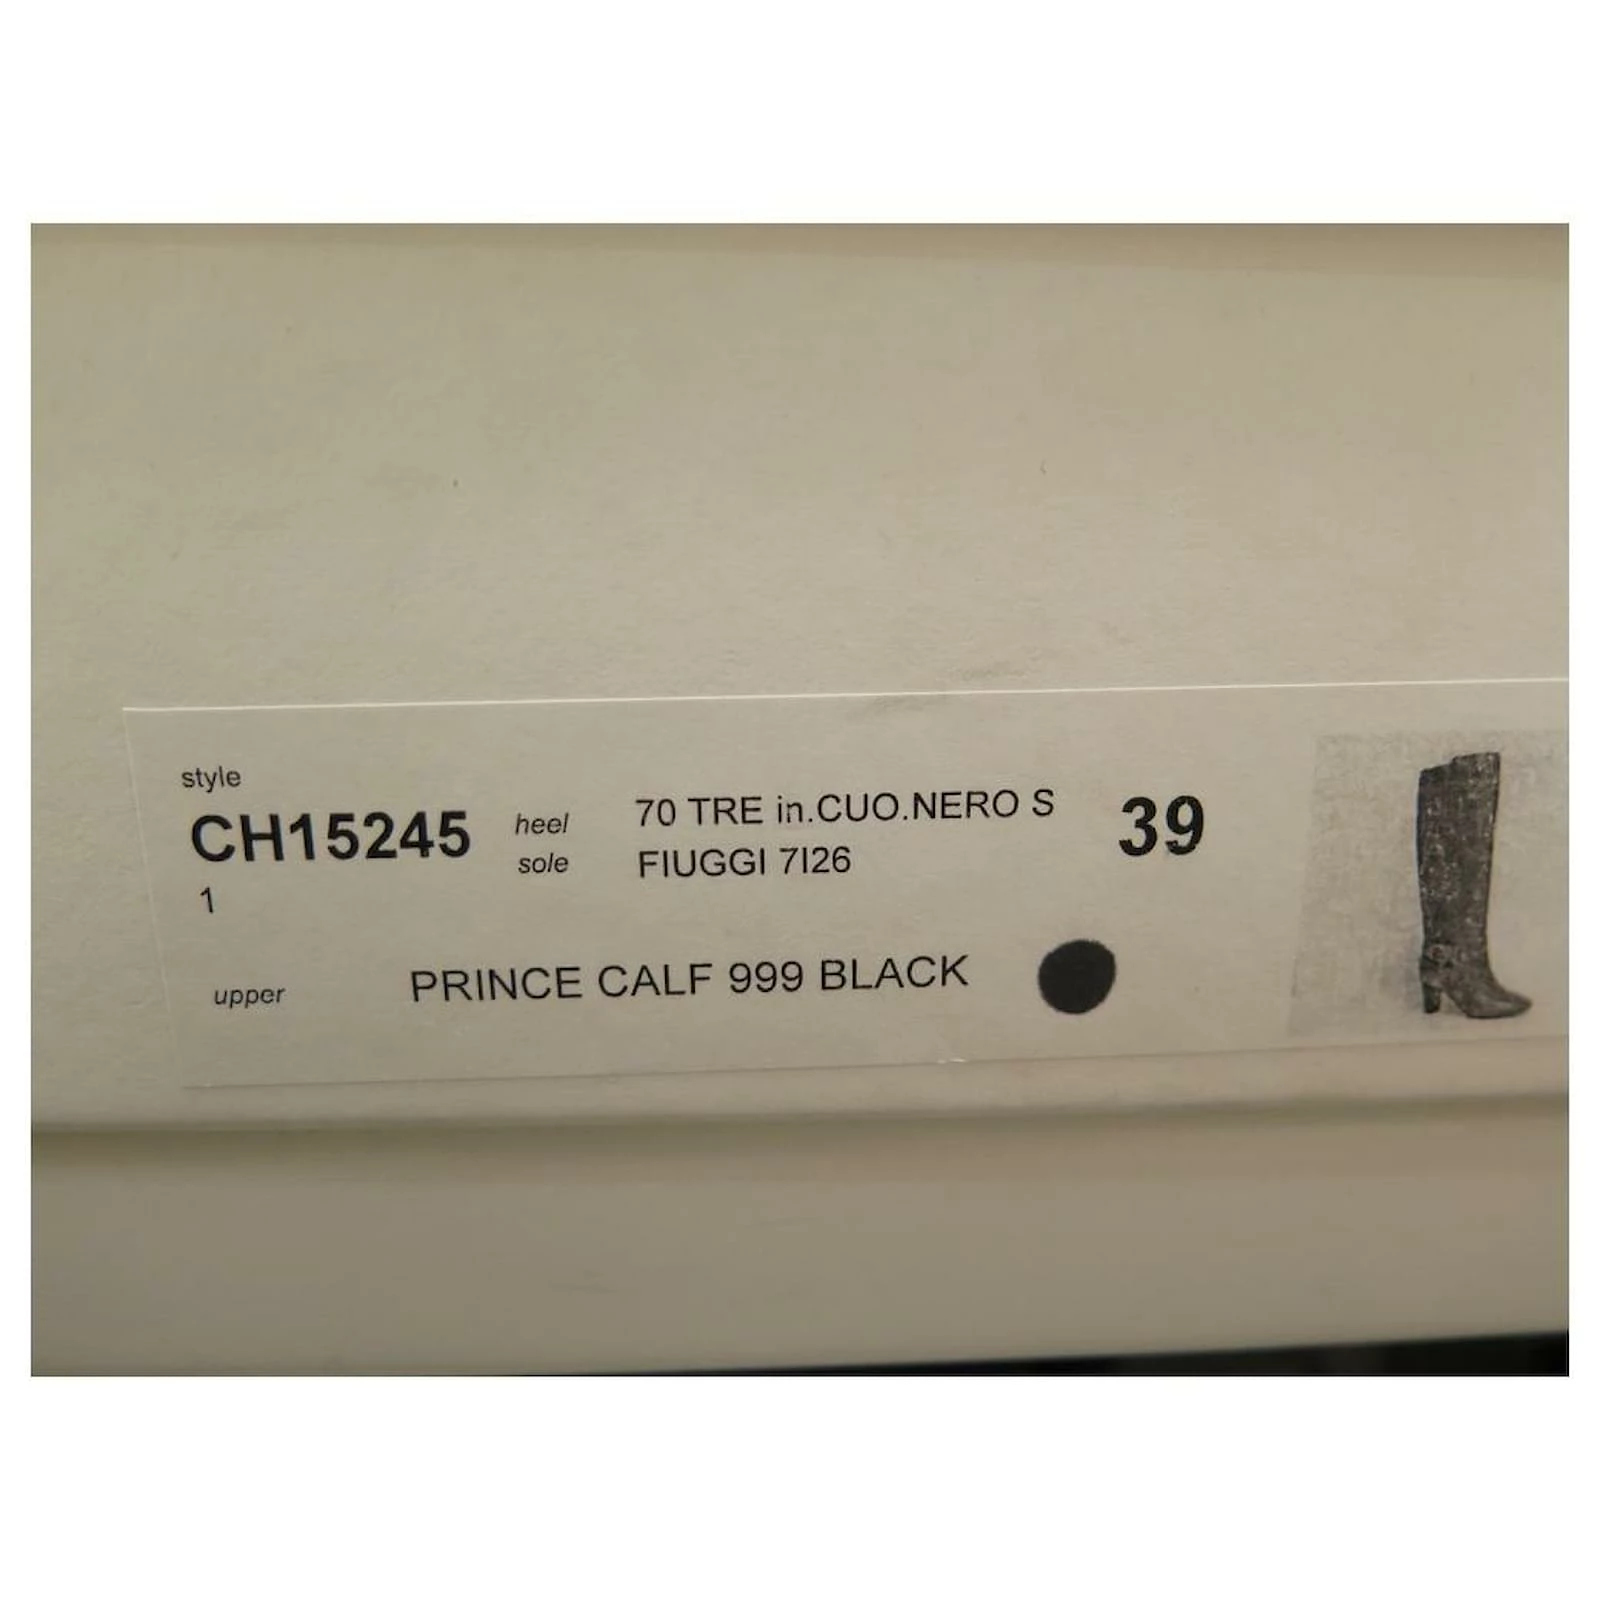 style
CH15245
1
heel 70 TRE in.CUO.NERO S
sole FIUGGI 7I26
39
upper PRINCE CALF 999 BLACK